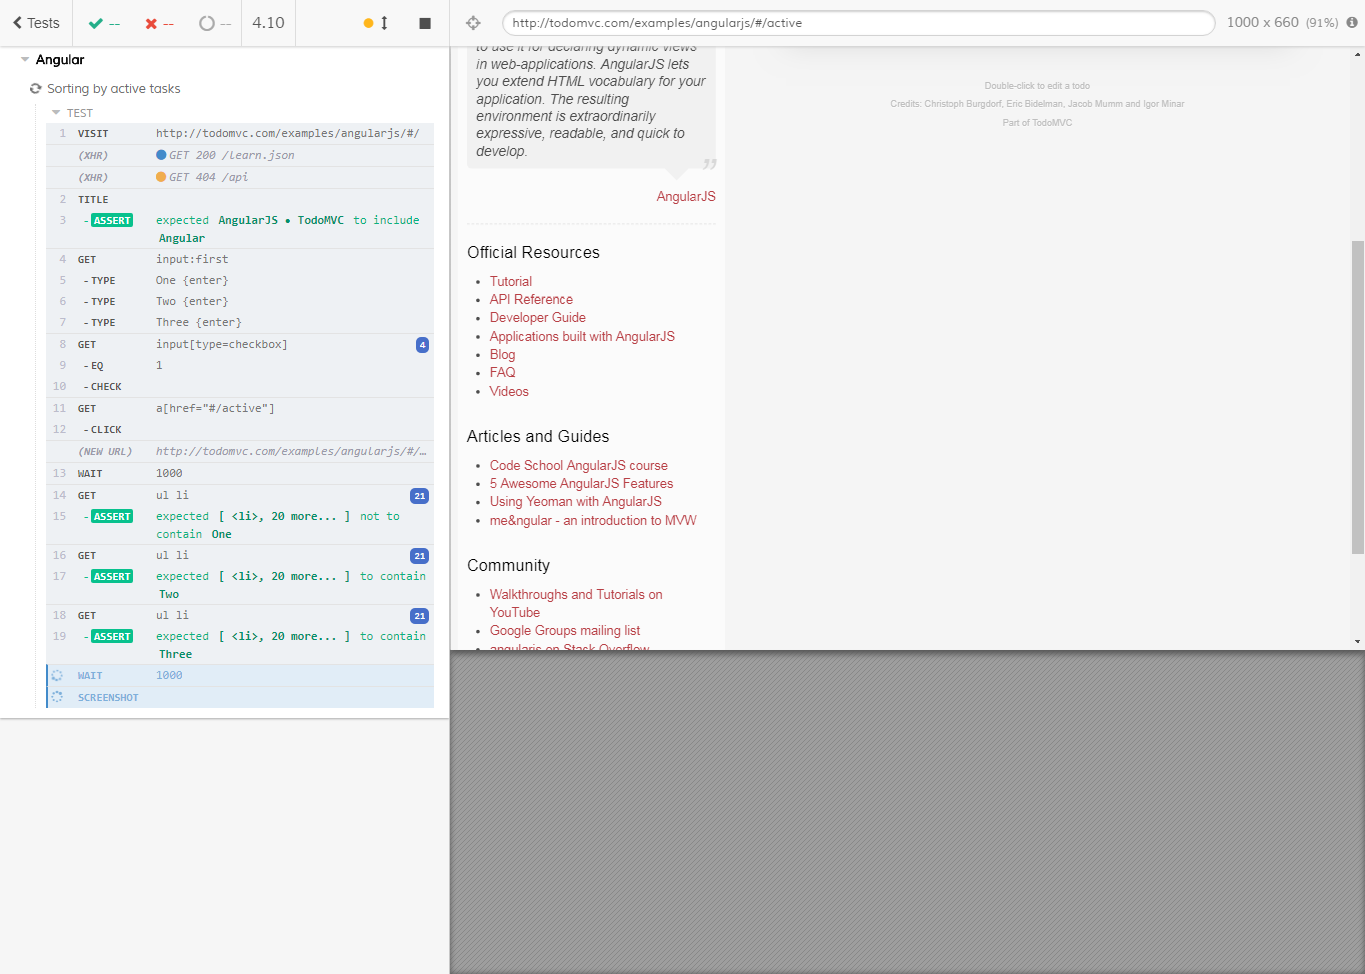 Tests
--
--
--
4.10
http://todomvc.com/examples/angularjs/#/active
1000 x 660 (91%)
Angular
Sorting by active tasks
TEST
1 VISIT http://todomvc.com/examples/angularjs/#/
(XHR) GET 200 /learn.json
(XHR) GET 404 /api
2 TITLE
3 - ASSERT expected AngularJS • TodoMVC to include
Angular
4 GET input:first
5 - TYPE One {enter}
6 - TYPE Two {enter}
7 - TYPE Three {enter}
8 GET input[type=checkbox] 4
9 - EQ 1
10 - CHECK
11 GET a[href="#/active"]
12 - CLICK
(NEW URL) http://todomvc.com/examples/angularjs/#/…
13 WAIT 1000
14 GET ul li 21
15 - ASSERT expected [ <li>, 20 more... ] not to
contain One
16 GET ul li 21
17 - ASSERT expected [ <li>, 20 more... ] to contain
Two
18 GET ul li 21
19 - ASSERT expected [ <li>, 20 more... ] to contain
Three
WAIT 1000
SCREENSHOT
to use it for declaring dynamic views
in web-applications. AngularJS lets
you extend HTML vocabulary for your
application. The resulting
environment is extraordinarily
expressive, readable, and quick to
develop.
”
AngularJS
Official Resources
• Tutorial
• API Reference
• Developer Guide
• Applications built with AngularJS
• Blog
• FAQ
• Videos
Articles and Guides
• Code School AngularJS course
• 5 Awesome AngularJS Features
• Using Yeoman with AngularJS
• me&ngular - an introduction to MVW
Community
• Walkthroughs and Tutorials on
YouTube
• Google Groups mailing list
• angularjs on Stack Overflow
Double-click to edit a todo
Credits: Christoph Burgdorf, Eric Bidelman, Jacob Mumm and Igor Minar
Part of TodoMVC